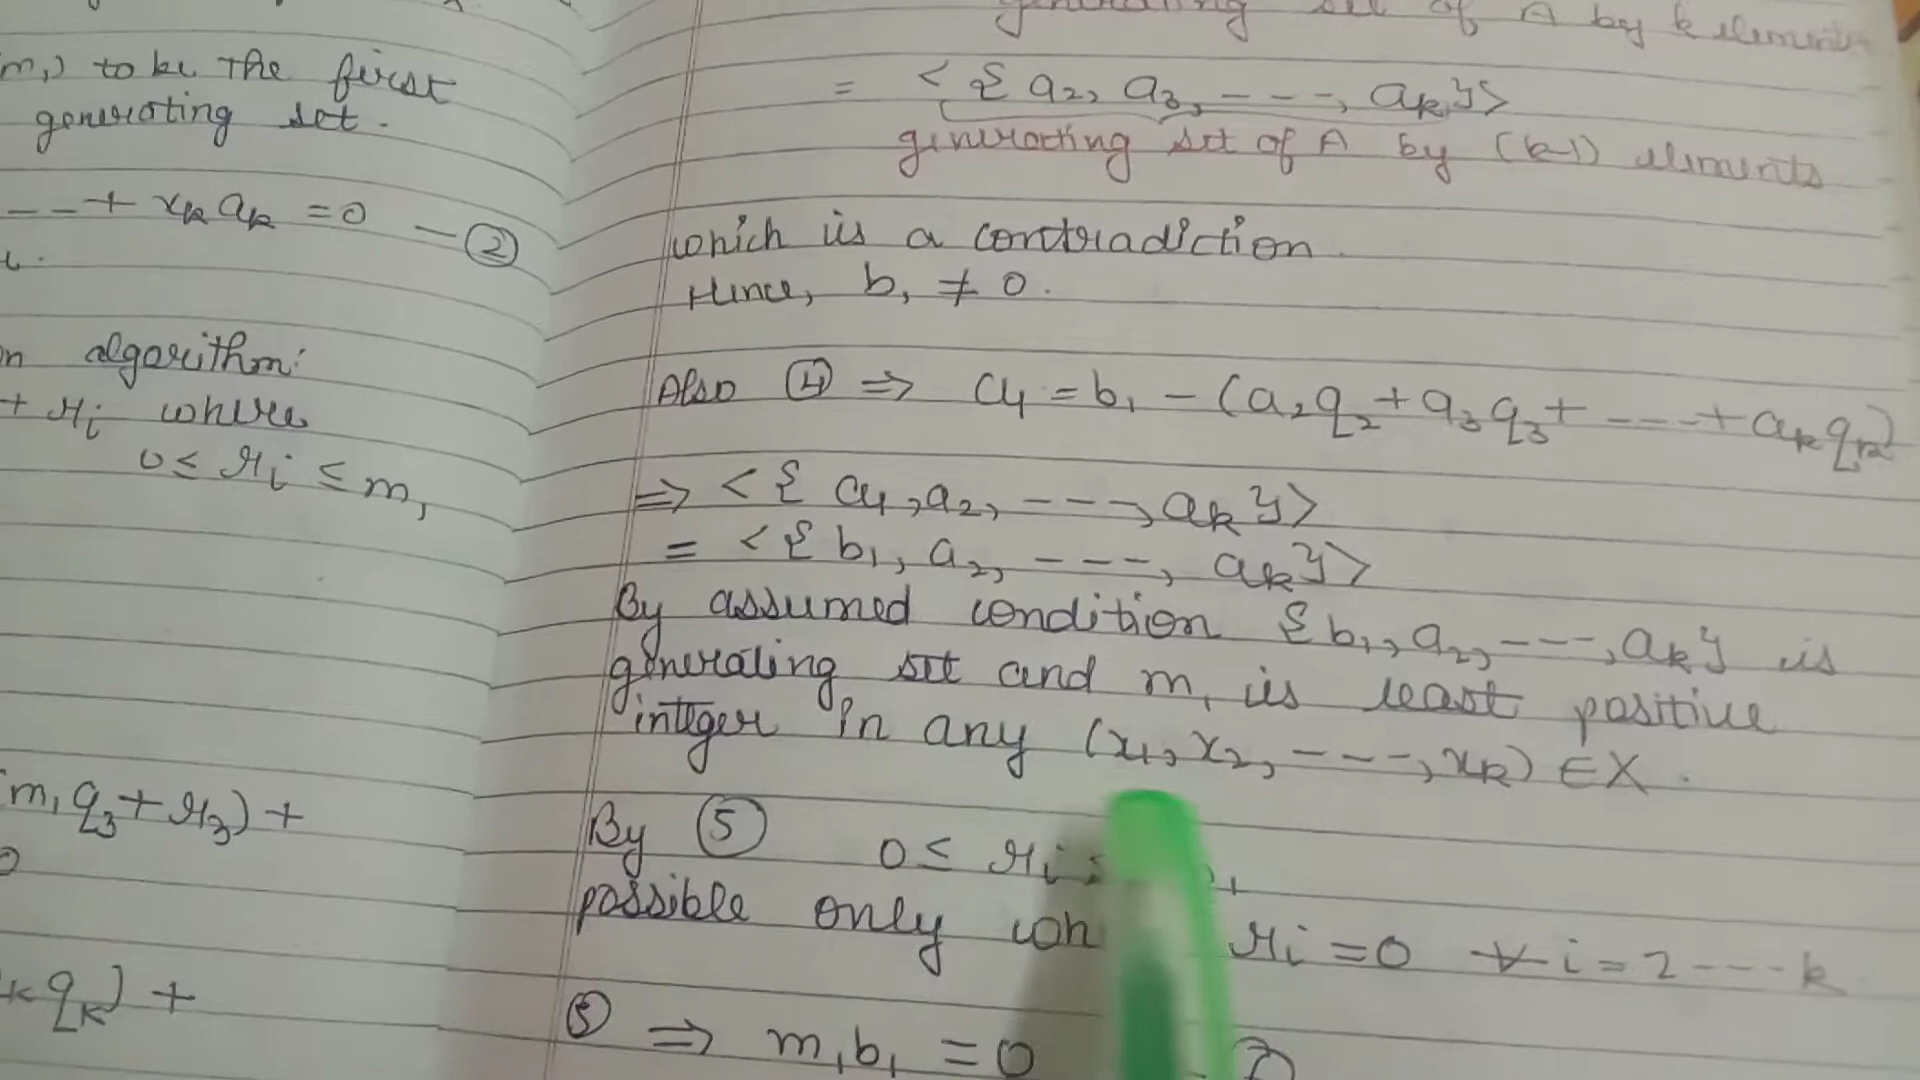 m₁) to be the first
generating set.
---+ xₖaₖ = 0 — ②
n algorithm:
+ rᵢ where
0 ≤ rᵢ ≤ m₁
m₁q₃ + r₃) +
qₖ) +
generating set of A by k elements
= <{a₂, a₃, ----, aₖ}>
generating set of A by (k-1) elements
which is a contradiction
Hence, b₁ ≠ 0.
Also ④ ⇒ a₁ = b₁ - (a₂q₂ + a₃q₃ + ---- + aₖqₖ)
⇒ <{a₁, a₂, ----, aₖ}>
= <{b₁, a₂, ----, aₖ}>
By assumed condition {b₁, a₂, ----, aₖ} is
generating set and m₁ is least positive
integer in any (x₁, x₂, ----, xₖ) ∈ X.
By ⑤ 0 ≤ rᵢ
possible only rᵢ = 0 ∀ i = 2 ---- k
⑤ ⇒ m₁b₁ = 0